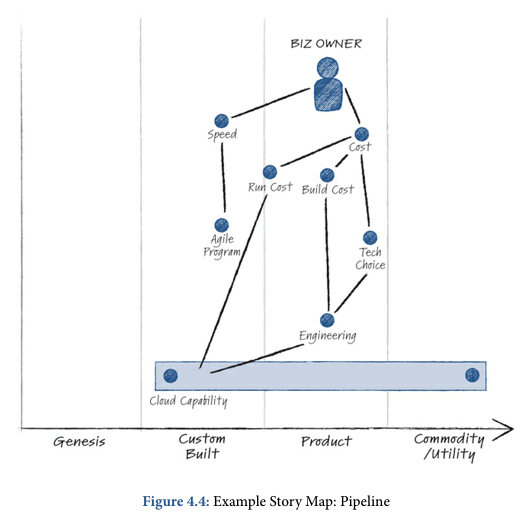 BIZ OWNER
Speed
Cost
Run Cost
Build Cost
Agile
Program
Tech
Choice
Engineering
Cloud Capability
Genesis
Custom
Built
Product
Commodity
/Utility
Figure 4.4: Example Story Map: Pipeline